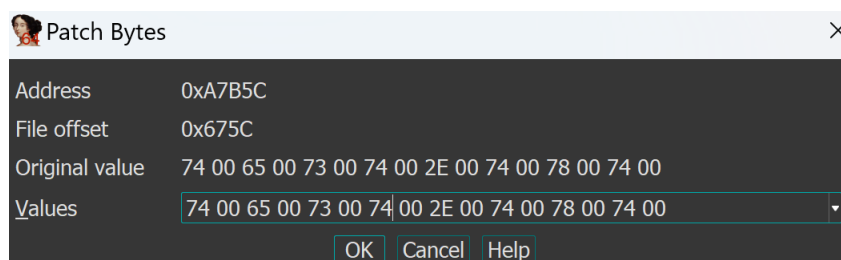 64
Patch Bytes
Address 0xA7B5C
File offset 0x675C
Original value 74 00 65 00 73 00 74 00 2E 00 74 00 78 00 74 00
Values 74 00 65 00 73 00 74 00 2E 00 74 00 78 00 74 00
OK Cancel Help